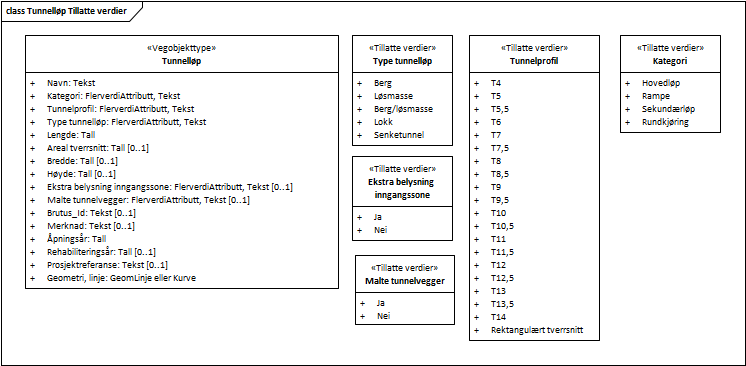 class Tunnelløp Tillatte verdier
«Vegobjekttype»
Tunnelløp
+ Navn: Tekst
+ Kategori: FlerverdiAttributt, Tekst
+ Tunnelprofil: FlerverdiAttributt, Tekst
+ Type tunnelløp: FlerverdiAttributt, Tekst
+ Lengde: Tall
+ Areal tverrsnitt: Tall [0..1]
+ Bredde: Tall [0..1]
+ Høyde: Tall [0..1]
+ Ekstra belysning inngangssone: FlerverdiAttributt, Tekst [0..1]
+ Malte tunnelvegger: FlerverdiAttributt, Tekst [0..1]
+ Brutus_Id: Tekst [0..1]
+ Merknad: Tekst [0..1]
+ Åpningsår: Tall
+ Rehabiliteringsår: Tall [0..1]
+ Prosjektreferanse: Tekst [0..1]
+ Geometri, linje: GeomLinje eller Kurve
«Tillatte verdier»
Type tunnelløp
+ Berg
+ Løsmasse
+ Berg/løsmasse
+ Lokk
+ Senketunnel
«Tillatte verdier»
Ekstra belysning
inngangssone
+ Ja
+ Nei
«Tillatte verdier»
Malte tunnelvegger
+ Ja
+ Nei
«Tillatte verdier»
Tunnelprofil
+ T4
+ T5
+ T5,5
+ T6
+ T7
+ T7,5
+ T8
+ T8,5
+ T9
+ T9,5
+ T10
+ T10,5
+ T11
+ T11,5
+ T12
+ T12,5
+ T13
+ T13,5
+ T14
+ Rektangulært tverrsnitt
«Tillatte verdier»
Kategori
+ Hovedløp
+ Rampe
+ Sekundærløp
+ Rundkjøring